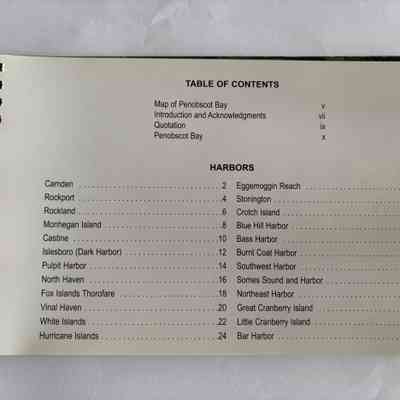 TABLE OF CONTENTS
Map of Penobscot Bay v
Introduction and Acknowledgments vii
Quotation ix
Penobscot Bay x
HARBORS
Camden 2
Rockport 4
Rockland 6
Monhegan Island 8
Castine 10
Islesboro (Dark Harbor) 12
Pulpit Harbor 14
North Haven 16
Fox Islands Thorofare 18
Vinal Haven 20
White Islands 22
Hurricane Islands 24
Eggemoggin Reach
Stonington
Crotch Island
Blue Hill Harbor
Bass Harbor
Burnt Coat Harbor
Southwest Harbor
Somes Sound and Harbor
Northeast Harbor
Great Cranberry Island
Little Cranberry Island
Bar Harbor